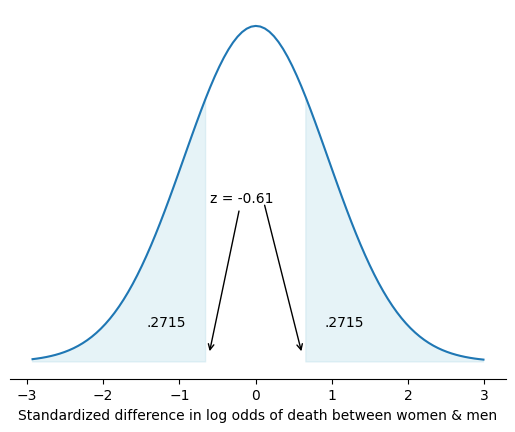 z = -0.61
.2715 .2715
−3 −2 −1 0 1 2 3
Standardized difference in log odds of death between women & men